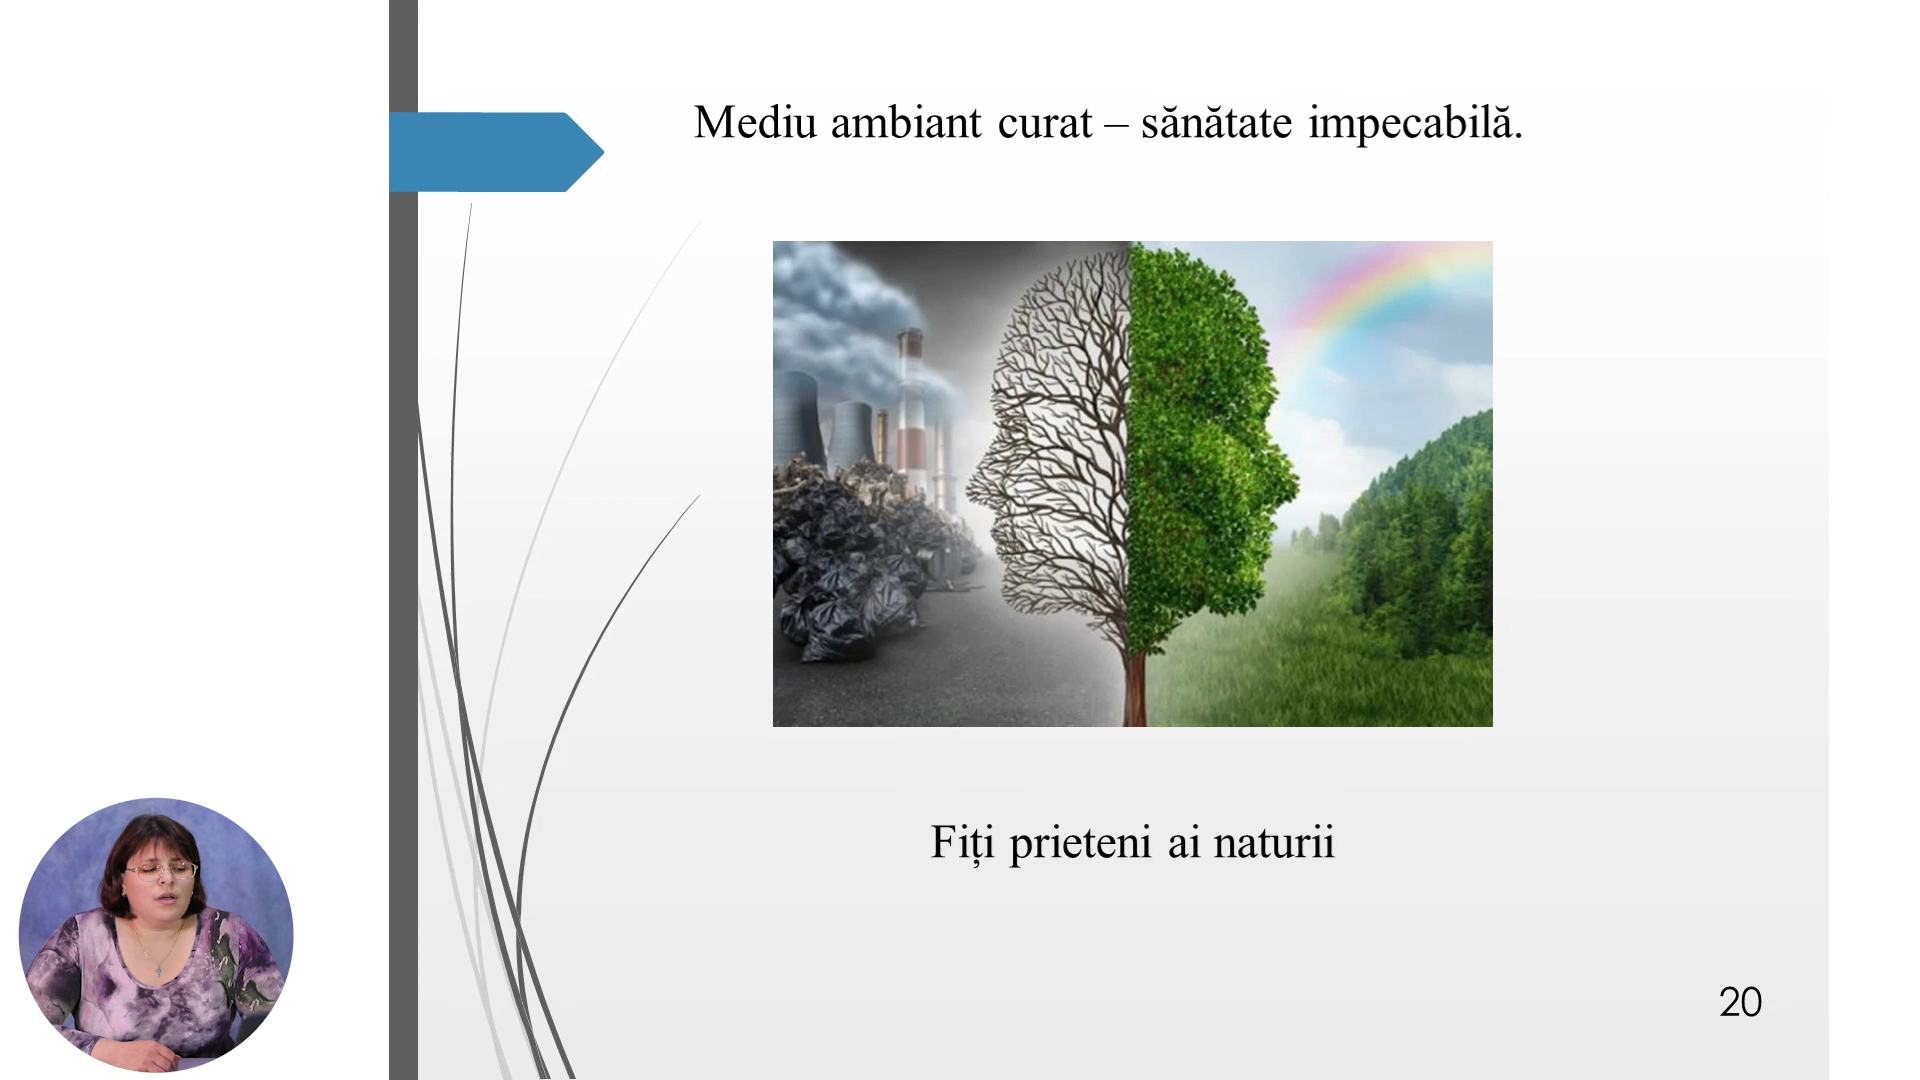 Mediu ambiant curat – sănătate impecabilă.
Fiți prieteni ai naturii
20